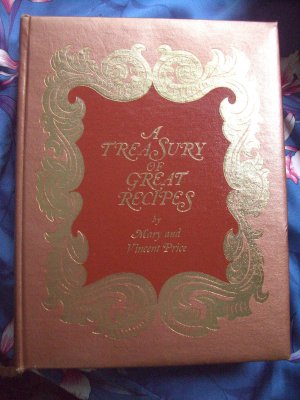 A
TREASURY
OF
GREAT
RECIPES
by
Mary and
Vincent Price